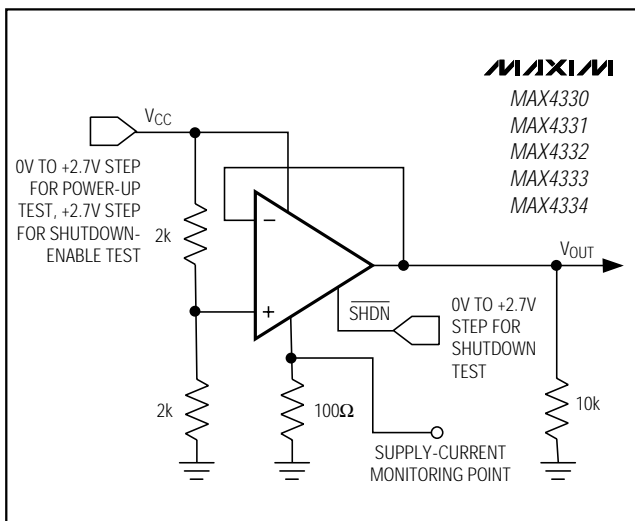 MAXIM
MAX4330
MAX4331
MAX4332
MAX4333
MAX4334
VCC
0V TO +2.7V STEP
FOR POWER-UP
TEST, +2.7V STEP
FOR SHUTDOWN-
ENABLE TEST
2k
−
+
VOUT
SHDN
0V TO +2.7V
STEP FOR
SHUTDOWN
TEST
2k
100Ω
10k
SUPPLY-CURRENT
MONITORING POINT